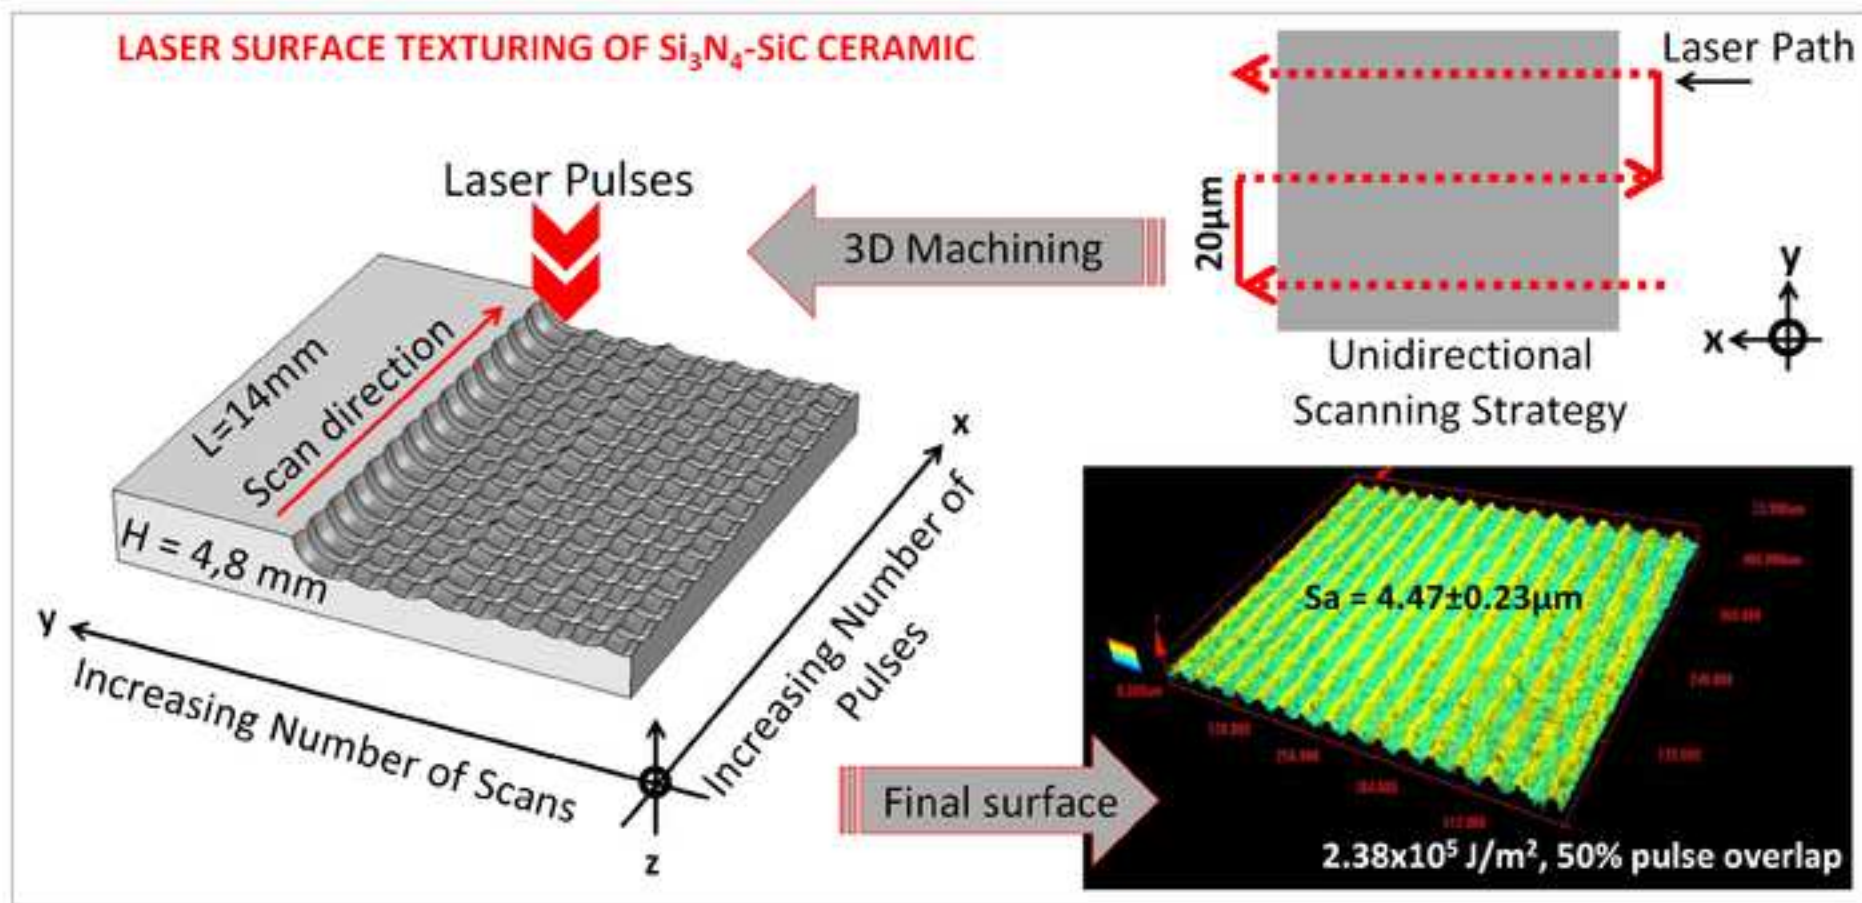 LASER SURFACE TEXTURING OF Si₃N₄-SiC CERAMIC
Laser Path
Laser Pulses
3D Machining
20µm
y
x
Unidirectional
Scanning Strategy
L=14mm
Scan direction
H = 4,8 mm
x
y
z
Increasing Number of Scans
Increasing Number of
Pulses
Final surface
Sa = 4.47±0.23µm
2.38x10⁵ J/m², 50% pulse overlap